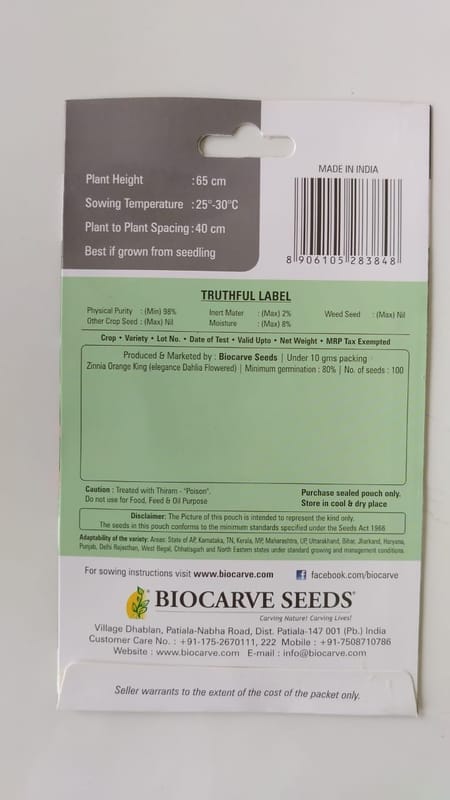 Plant Height : 65 cm
Sowing Temperature : 25°-30°C
Plant to Plant Spacing : 40 cm
Best if grown from seedling
MADE IN INDIA
8 906105 283848
TRUTHFUL LABEL
Physical Purity : (Min) 98% Inert Mater : (Max) 2% Weed Seed : (Max) Nil
Other Crop Seed : (Max) Nil Moisture : (Max) 8%
Crop • Variety • Lot No. • Date of Test • Valid Upto • Net Weight • MRP Tax Exempted
Produced & Marketed by : Biocarve Seeds | Under 10 gms packing
Zinnia Orange King (elegance Dahlia Flowered) | Minimum germination : 80% | No. of seeds : 100
Caution : Treated with Thiram - "Poison".
Do not use for Food, Feed & Oil Purpose
Purchase sealed pouch only.
Store in cool & dry place
Disclaimer: The Picture of this pouch is intended to represent the kind only.
The seeds in this pouch conforms to the minimum standards specified under the Seeds Act 1966
Adaptability of the variety: Areas: State of AP, Karnataka, TN, Kerala, MP, Maharashtra, UP, Uttarakhand, Bihar, Jharkand, Haryana,
Punjab, Delhi Rajesthan, West Begal, Chhatisgarh and North Eastern states under standard growing and management conditions.
For sowing instructions visit www.biocarve.com f facebook.com/biocarve
BIOCARVE SEEDS®
Carving Nature! Carving Lives!
Village Dhablan, Patiala-Nabha Road, Dist. Patiala-147 001 (Pb.) India
Customer Care No. : +91-175-2670111, 222 Mobile : +91-7508710786
Website : www.biocarve.com E-mail : info@biocarve.com
Seller warrants to the extent of the cost of the packet only.